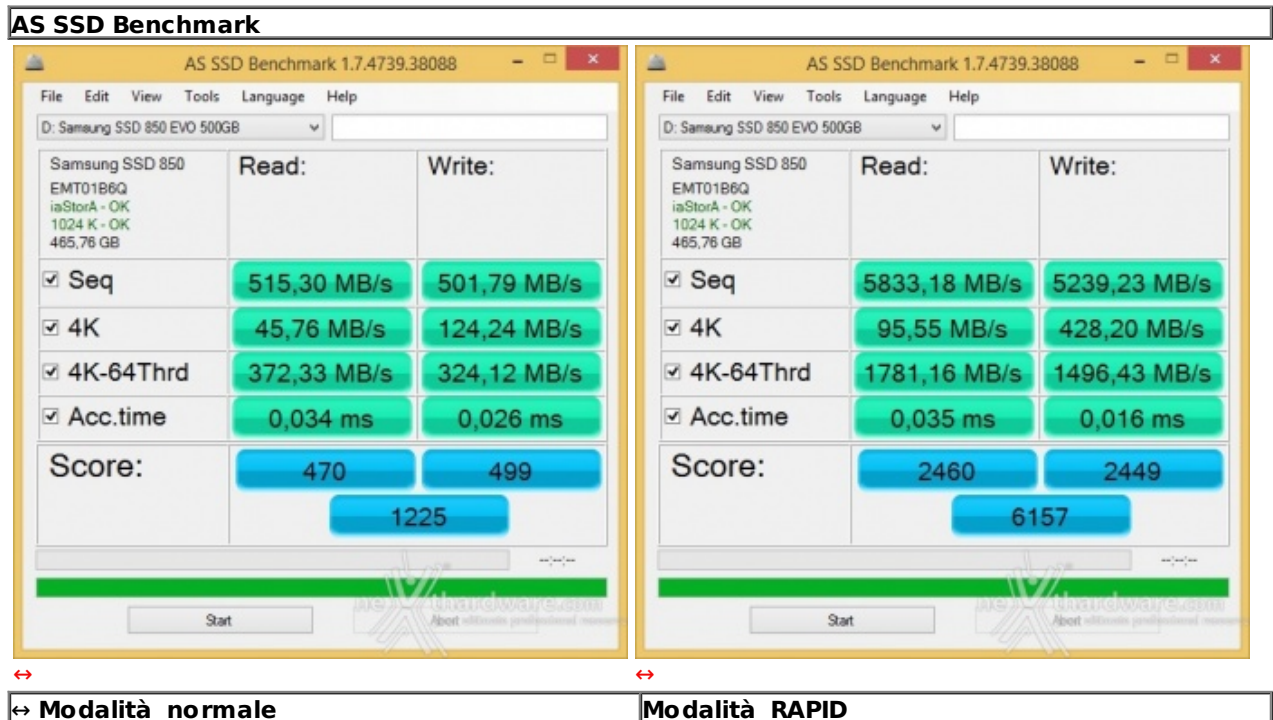 AS SSD Benchmark
AS SSD Benchmark 1.7.4739.38088
File Edit View Tools Language Help
D: Samsung SSD 850 EVO 500GB
Samsung SSD 850
EMT01B6Q
iaStorA - OK
1024 K - OK
465,76 GB
Read: Write:
Seq 515,30 MB/s 501,79 MB/s
4K 45,76 MB/s 124,24 MB/s
4K-64Thrd 372,33 MB/s 324,12 MB/s
Acc.time 0,034 ms 0,026 ms
Score: 470 499
1225
--:--:--
Start Abort
AS SSD Benchmark 1.7.4739.38088
File Edit View Tools Language Help
D: Samsung SSD 850 EVO 500GB
Samsung SSD 850
EMT01B6Q
iaStorA - OK
1024 K - OK
465,76 GB
Read: Write:
Seq 5833,18 MB/s 5239,23 MB/s
4K 95,55 MB/s 428,20 MB/s
4K-64Thrd 1781,16 MB/s 1496,43 MB/s
Acc.time 0,035 ms 0,016 ms
Score: 2460 2449
6157
--:--:--
Start Abort
↔ ↔
↔ Modalità normale Modalità RAPID